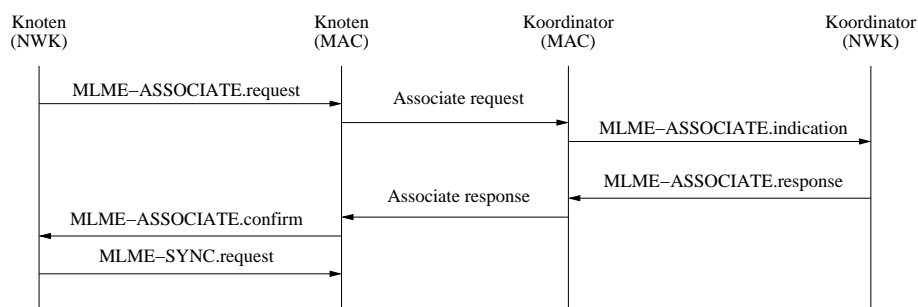 Knoten
(NWK)
Knoten
(MAC)
Koordinator
(MAC)
Koordinator
(NWK)
MLME−ASSOCIATE.request
Associate request
MLME−ASSOCIATE.indication
MLME−ASSOCIATE.response
Associate response
MLME−ASSOCIATE.confirm
MLME−SYNC.request